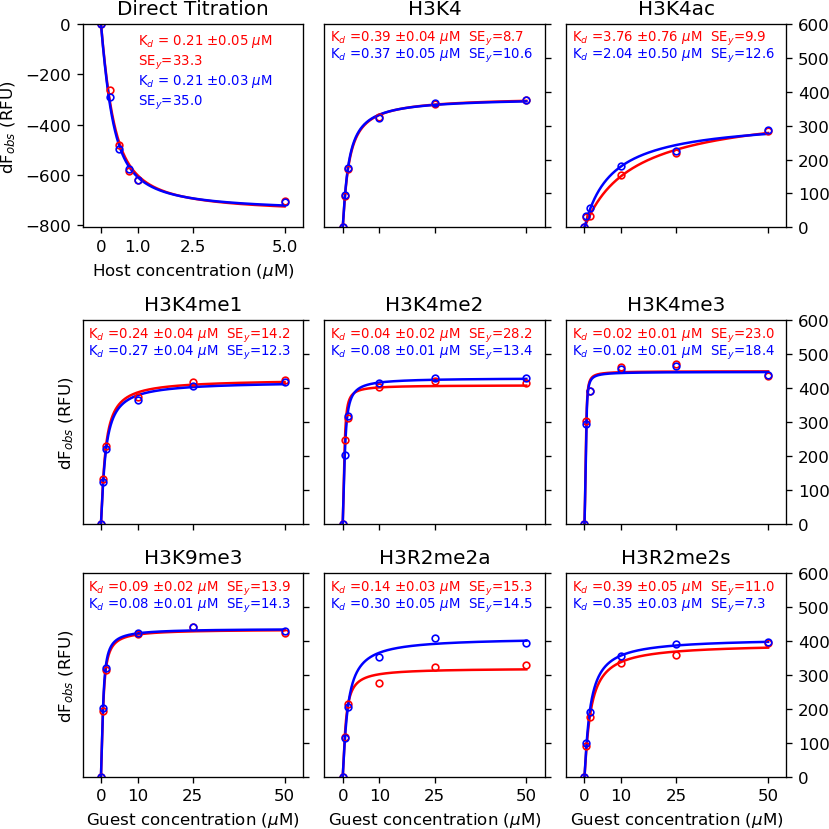 Direct Titration
H3K4
H3K4ac
K_d = 0.21 ±0.05 μM
SE_y=33.3
K_d = 0.21 ±0.03 μM
SE_y=35.0
K_d =0.39 ±0.04 μM SE_y=8.7
K_d =0.37 ±0.05 μM SE_y=10.6
K_d =3.76 ±0.76 μM SE_y=9.9
K_d =2.04 ±0.50 μM SE_y=12.6
0
−200
−400
−600
−800
dF_obs (RFU)
0 1.0 2.5 5.0
Host concentration (μM)
600
500
400
300
200
100
0
H3K4me1
H3K4me2
H3K4me3
K_d =0.24 ±0.04 μM SE_y=14.2
K_d =0.27 ±0.04 μM SE_y=12.3
K_d =0.04 ±0.02 μM SE_y=28.2
K_d =0.08 ±0.01 μM SE_y=13.4
K_d =0.02 ±0.01 μM SE_y=23.0
K_d =0.02 ±0.01 μM SE_y=18.4
dF_obs (RFU)
600
500
400
300
200
100
0
H3K9me3
H3R2me2a
H3R2me2s
K_d =0.09 ±0.02 μM SE_y=13.9
K_d =0.08 ±0.01 μM SE_y=14.3
K_d =0.14 ±0.03 μM SE_y=15.3
K_d =0.30 ±0.05 μM SE_y=14.5
K_d =0.39 ±0.05 μM SE_y=11.0
K_d =0.35 ±0.03 μM SE_y=7.3
dF_obs (RFU)
600
500
400
300
200
100
0
0 10 25 50
0 10 25 50
0 10 25 50
Guest concentration (μM)
Guest concentration (μM)
Guest concentration (μM)